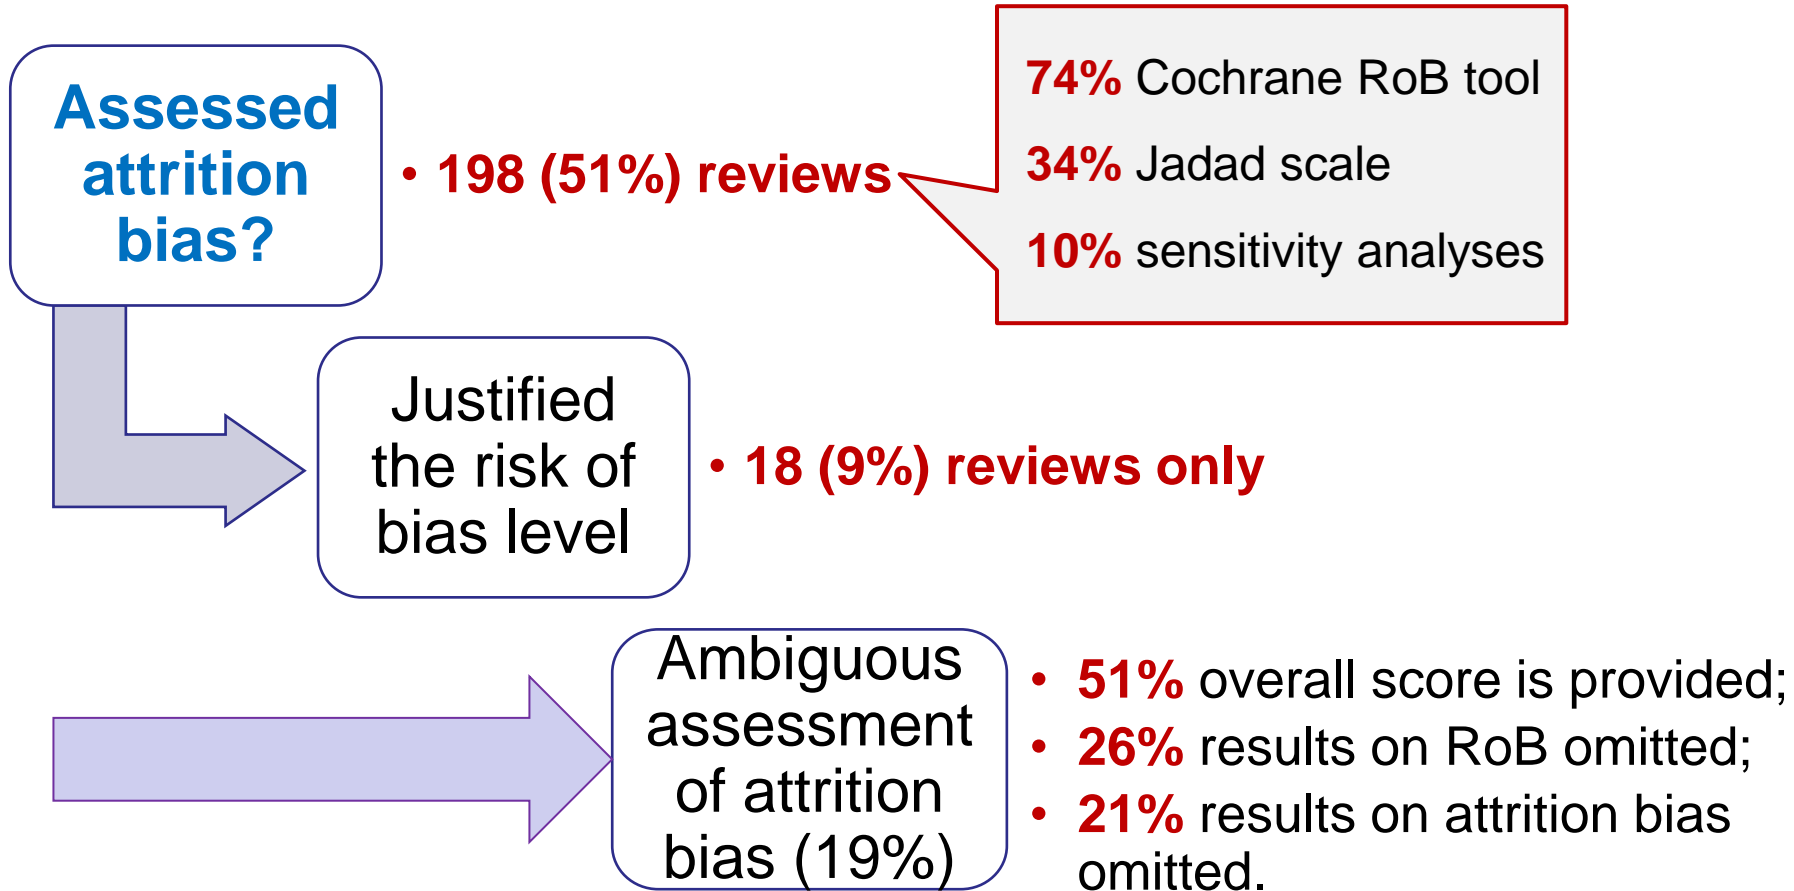 Assessed
attrition
bias?
• 198 (51%) reviews
74% Cochrane RoB tool
34% Jadad scale
10% sensitivity analyses
Justified
the risk of
bias level
• 18 (9%) reviews only
Ambiguous
assessment
of attrition
bias (19%)
• 51% overall score is provided;
• 26% results on RoB omitted;
• 21% results on attrition bias
omitted.